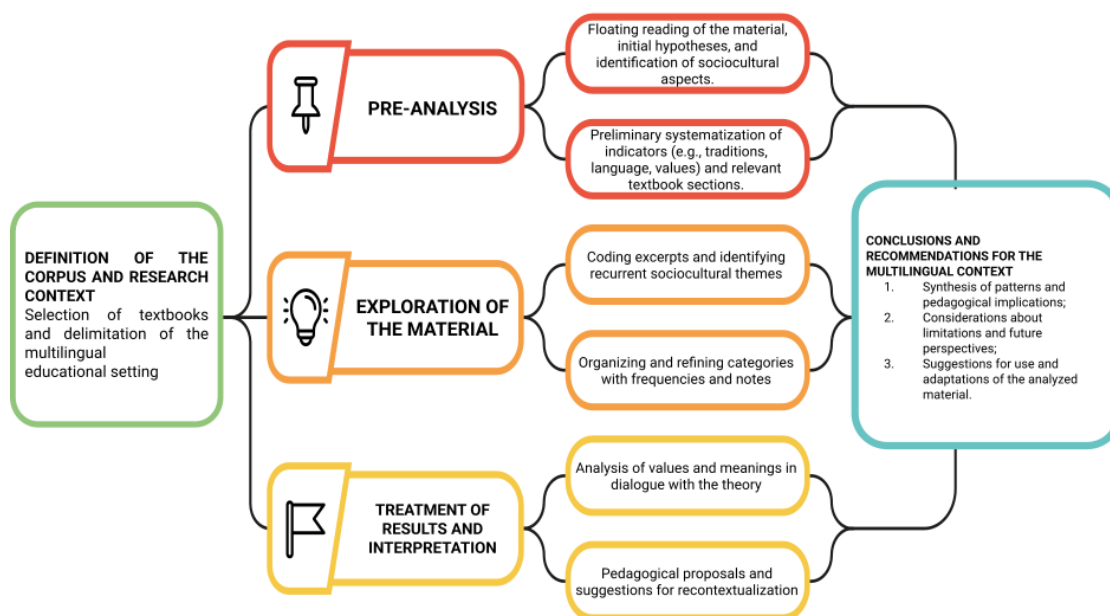 DEFINITION OF THE
CORPUS AND RESEARCH
CONTEXT
Selection of textbooks
and delimitation of the
multilingual
educational setting
PRE-ANALYSIS
Floating reading of the material,
initial hypotheses, and
identification of sociocultural
aspects.
Preliminary systematization of
indicators (e.g., traditions,
language, values) and relevant
textbook sections.
EXPLORATION OF
THE MATERIAL
Coding excerpts and identifying
recurrent sociocultural themes
Organizing and refining categories
with frequencies and notes
TREATMENT OF
RESULTS AND
INTERPRETATION
Analysis of values and meanings in
dialogue with the theory
Pedagogical proposals and
suggestions for recontextualization
CONCLUSIONS AND
RECOMMENDATIONS FOR THE
MULTILINGUAL CONTEXT
1. Synthesis of patterns and
pedagogical implications;
2. Considerations about
limitations and future
perspectives;
3. Suggestions for use and
adaptations of the analyzed
material.